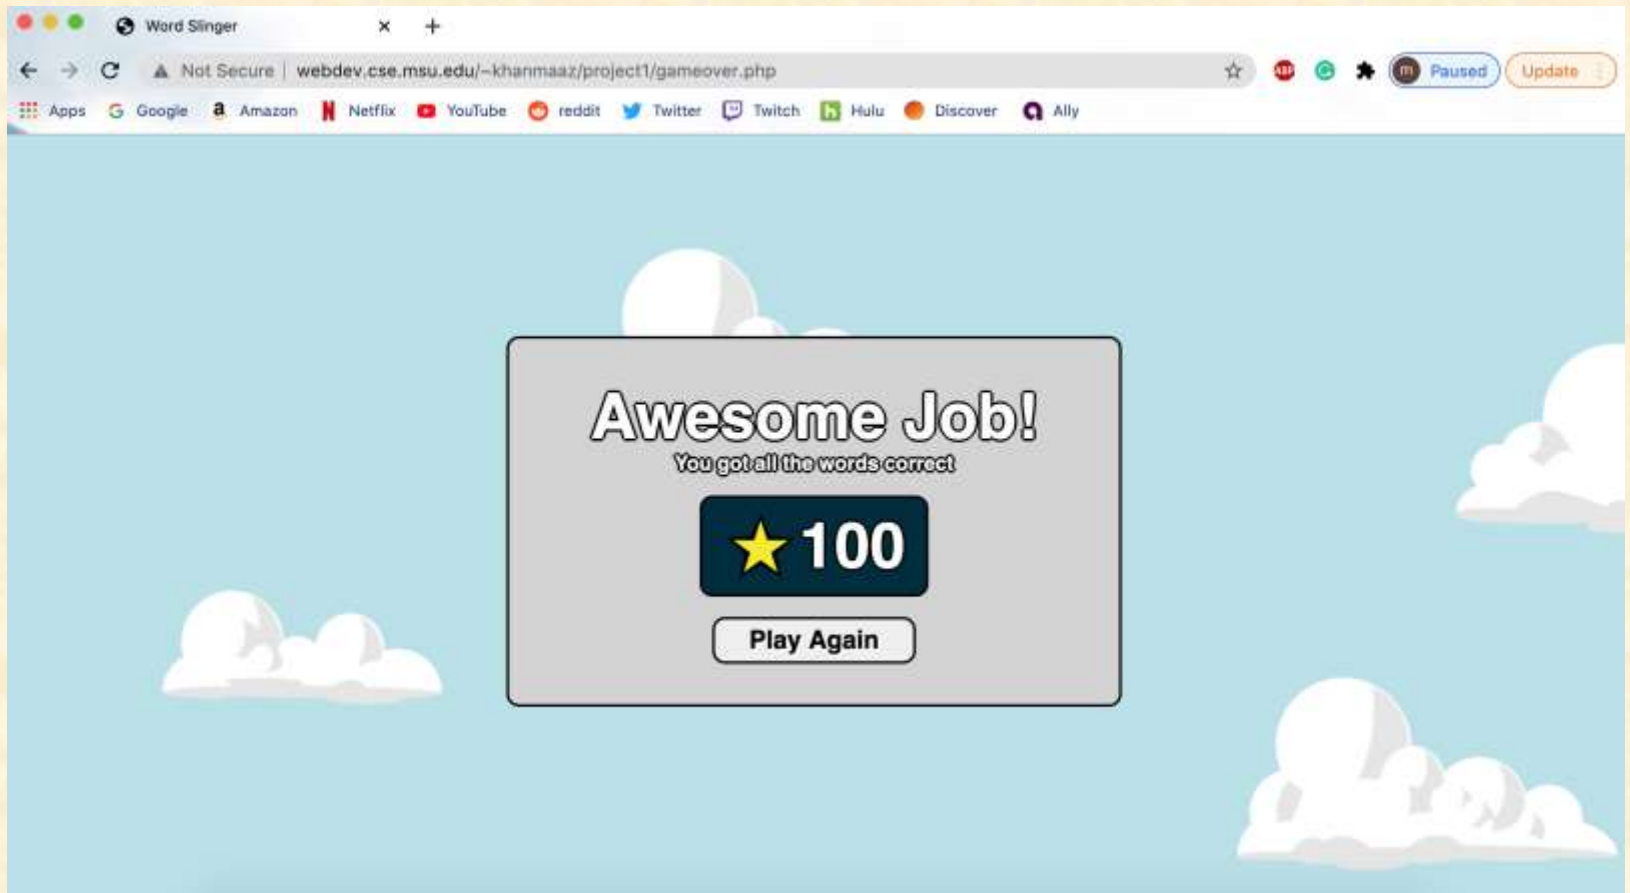 Word Slinger
Not Secure | webdev.cse.msu.edu/~khanmaaz/project1/gameover.php
ABP
G
m Paused
Update
Apps
G Google
a Amazon
N Netflix
YouTube
reddit
Twitter
Twitch
h Hulu
Discover
a Ally
Awesome Job!
You got all the words correct
100
Play Again